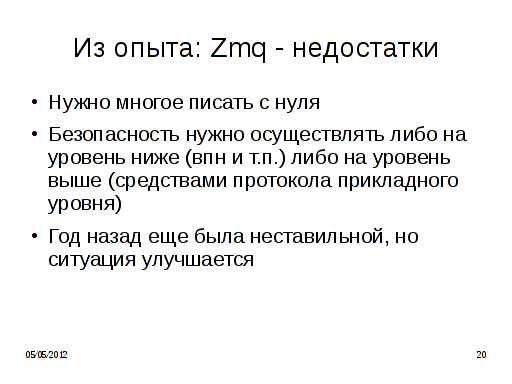 Из опыта: Zmq - недостатки
• Нужно многое писать с нуля
• Безопасность нужно осуществлять либо на
уровень ниже (впн и т.п.) либо на уровень
выше (средствами протокола прикладного
уровня)
• Год назад еще была неставильной, но
ситуация улучшается
05/05/2012
20